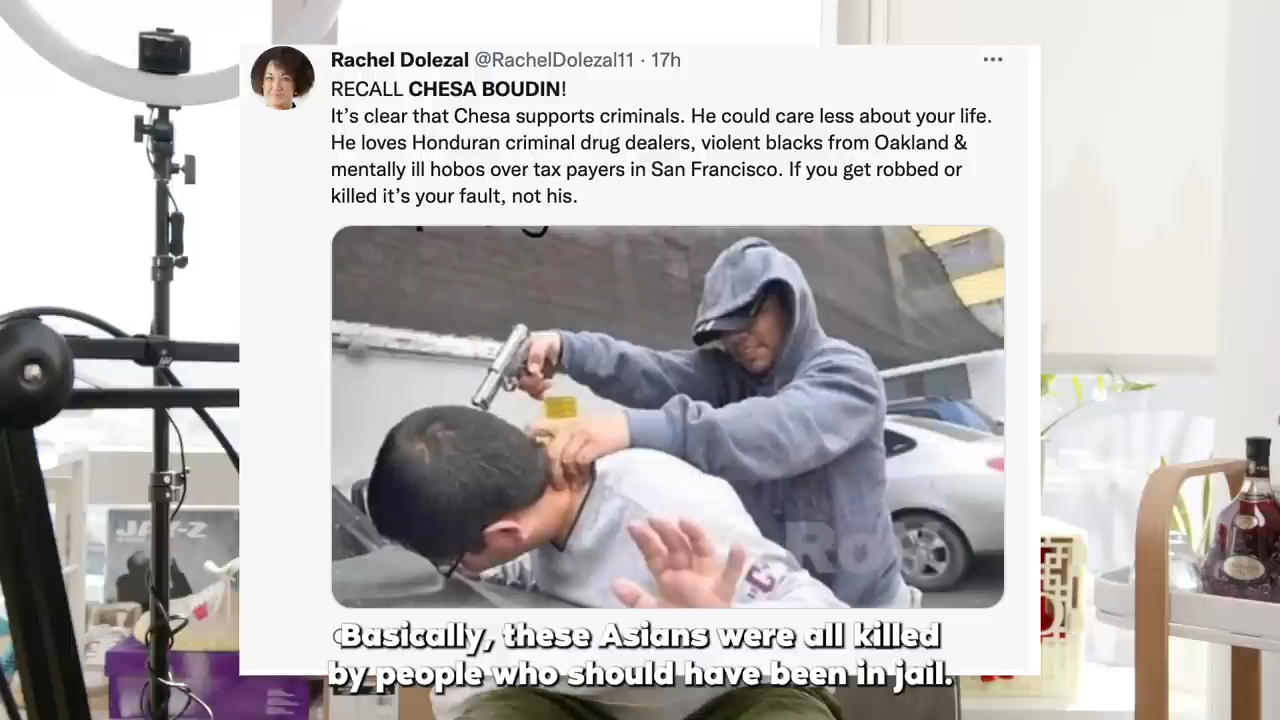 Rachel Dolezal @RachelDolezal11 · 17h
RECALL CHESA BOUDIN!
It's clear that Chesa supports criminals. He could care less about your life.
He loves Honduran criminal drug dealers, violent blacks from Oakland &
mentally ill hobos over tax payers in San Francisco. If you get robbed or
killed it's your fault, not his.
JAY-Z
Basically, these Asians were all killed
by people who should have been in jail.